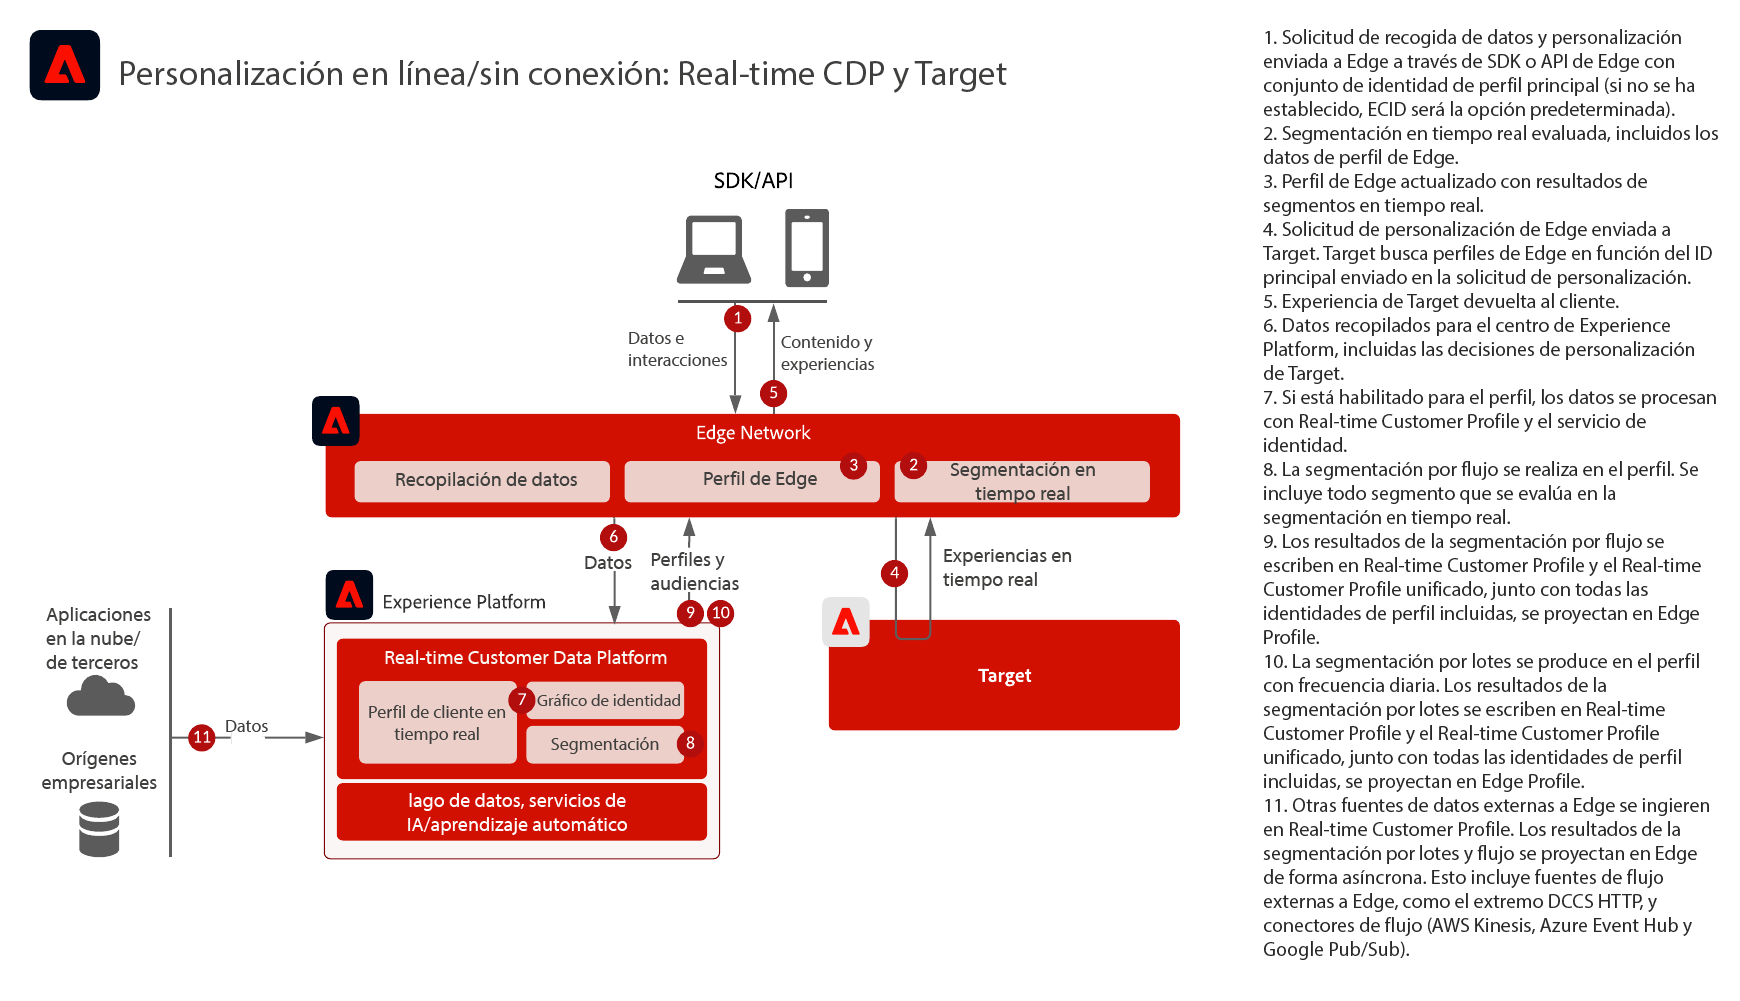 Personalización en línea/sin conexión: Real-time CDP y Target
SDK/API
1
Datos e
interacciones
Contenido y
experiencias
5
Edge Network
Recopilación de datos
Perfil de Edge
3
2
Segmentación en
tiempo real
6
Datos
Perfiles y
audiencias
9
10
4
Experiencias en
tiempo real
Experience Platform
Real-time Customer Data Platform
Perfil de cliente en
tiempo real
7
Gráfico de identidad
Segmentación
8
lago de datos, servicios de
IA/aprendizaje automático
Target
Aplicaciones
en la nube/
de terceros
11
Datos
Orígenes
empresariales
1. Solicitud de recogida de datos y personalización
enviada a Edge a través de SDK o API de Edge con
conjunto de identidad de perfil principal (si no se ha
establecido, ECID será la opción predeterminada).
2. Segmentación en tiempo real evaluada, incluidos los
datos de perfil de Edge.
3. Perfil de Edge actualizado con resultados de
segmentos en tiempo real.
4. Solicitud de personalización de Edge enviada a
Target. Target busca perfiles de Edge en función del ID
principal enviado en la solicitud de personalización.
5. Experiencia de Target devuelta al cliente.
6. Datos recopilados para el centro de Experience
Platform, incluidas las decisiones de personalización
de Target.
7. Si está habilitado para el perfil, los datos se procesan
con Real-time Customer Profile y el servicio de
identidad.
8. La segmentación por flujo se realiza en el perfil. Se
incluye todo segmento que se evalúa en la
segmentación en tiempo real.
9. Los resultados de la segmentación por flujo se
escriben en Real-time Customer Profile y el Real-time
Customer Profile unificado, junto con todas las
identidades de perfil incluidas, se proyectan en Edge
Profile.
10. La segmentación por lotes se produce en el perfil
con frecuencia diaria. Los resultados de la
segmentación por lotes se escriben en Real-time
Customer Profile y el Real-time Customer Profile
unificado, junto con todas las identidades de perfil
incluidas, se proyectan en Edge Profile.
11. Otras fuentes de datos externas a Edge se ingieren
en Real-time Customer Profile. Los resultados de la
segmentación por lotes y flujo se proyectan en Edge
de forma asíncrona. Esto incluye fuentes de flujo
externas a Edge, como el extremo DCCS HTTP, y
conectores de flujo (AWS Kinesis, Azure Event Hub y
Google Pub/Sub).